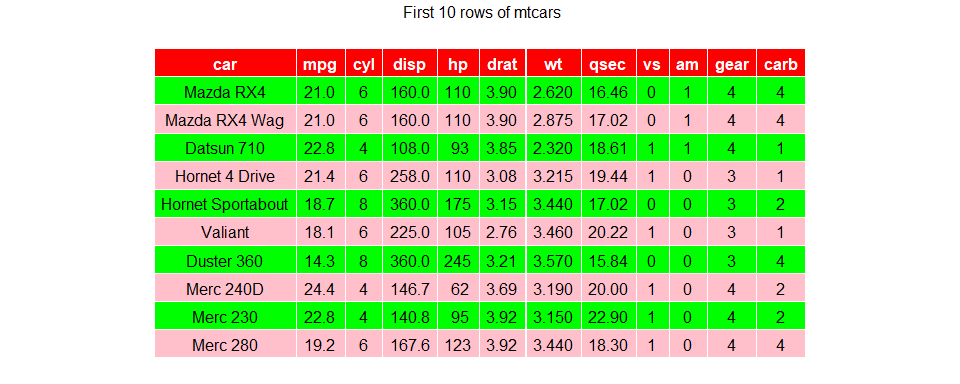 First 10 rows of mtcars
car mpg cyl disp hp drat wt qsec vs am gear carb
Mazda RX4 21.0 6 160.0 110 3.90 2.620 16.46 0 1 4 4
Mazda RX4 Wag 21.0 6 160.0 110 3.90 2.875 17.02 0 1 4 4
Datsun 710 22.8 4 108.0 93 3.85 2.320 18.61 1 1 4 1
Hornet 4 Drive 21.4 6 258.0 110 3.08 3.215 19.44 1 0 3 1
Hornet Sportabout 18.7 8 360.0 175 3.15 3.440 17.02 0 0 3 2
Valiant 18.1 6 225.0 105 2.76 3.460 20.22 1 0 3 1
Duster 360 14.3 8 360.0 245 3.21 3.570 15.84 0 0 3 4
Merc 240D 24.4 4 146.7 62 3.69 3.190 20.00 1 0 4 2
Merc 230 22.8 4 140.8 95 3.92 3.150 22.90 1 0 4 2
Merc 280 19.2 6 167.6 123 3.92 3.440 18.30 1 0 4 4